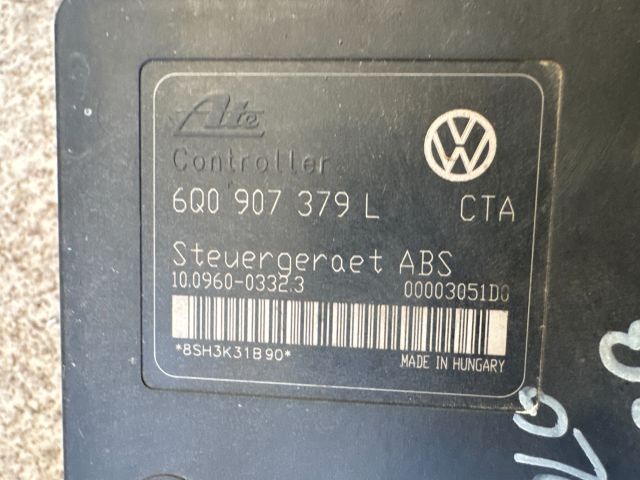 Ate
Controller
6Q0 907 379 L CTA
Steuergeraet ABS
10.0960-0332.3 00003051D0
*8SH3K31B90*
MADE IN HUNGARY